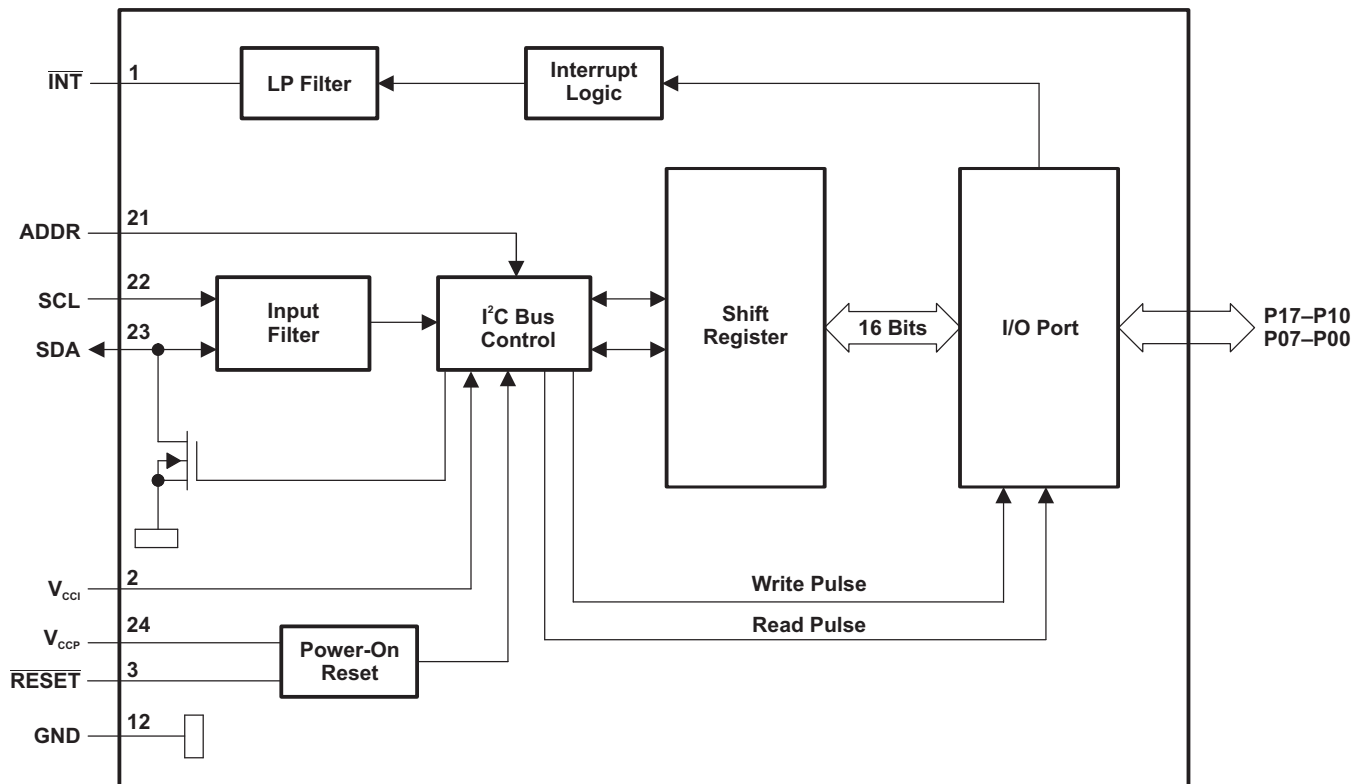 1
INT
LP Filter
Interrupt
Logic
21
ADDR
22
SCL
23
SDA
Input
Filter
I²C Bus
Control
Shift
Register
16 Bits
I/O Port
P17–P10
P07–P00
2
VCCI
Write Pulse
24
VCCP
Read Pulse
Power-On
Reset
3
RESET
12
GND